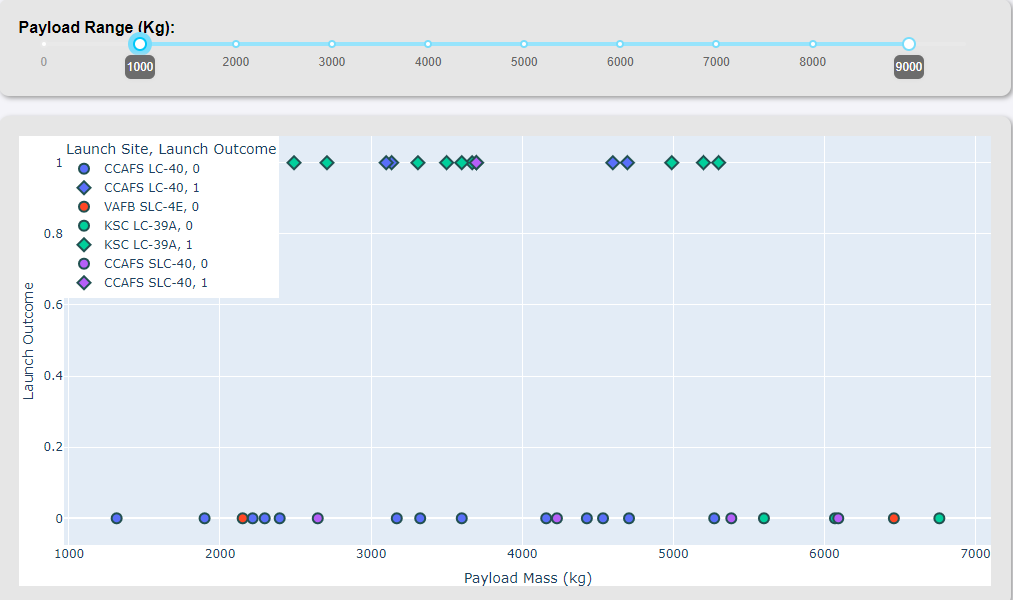 Payload Range (Kg):
0 1000 2000 3000 4000 5000 6000 7000 8000 9000
Launch Site, Launch Outcome
CCAFS LC-40, 0
CCAFS LC-40, 1
VAFB SLC-4E, 0
KSC LC-39A, 0
KSC LC-39A, 1
CCAFS SLC-40, 0
CCAFS SLC-40, 1
Launch Outcome
1
0.8
0.6
0.4
0.2
0
1000 2000 3000 4000 5000 6000 7000
Payload Mass (kg)